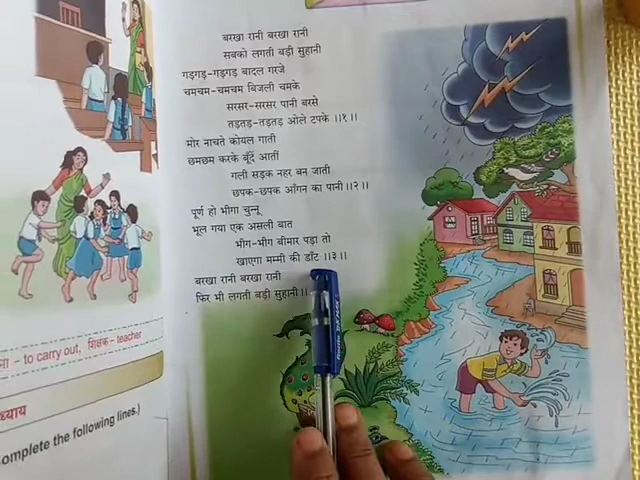 बरखा रानी बरखा रानी
सबको लगती बड़ी सुहानी
गड़गड़-गड़गड़ बादल गरजे
चमचम-चमचम बिजली चमके
सरसर-सरसर पानी बरसे
तड़तड़-तड़तड़ ओले टपके ।।१।।
मोर नाचते कोयल गाती
छमछम करके बूँदें आतीं
गली सड़क नहर बन जाती
छपक-छपक आँगन का पानी ।।२।।
पूर्ण हो भीगा चुन्नू
भूल गया एक असली बात
भीग-भीग बीमार पड़ा तो
खाएगा मम्मी की डाँट ।।३।।
बरखा रानी बरखा रानी
फिर भी लगती बड़ी सुहानी ।।
- to carry out, शिक्षक - teacher
ध्याय
omplete by the following lines.)